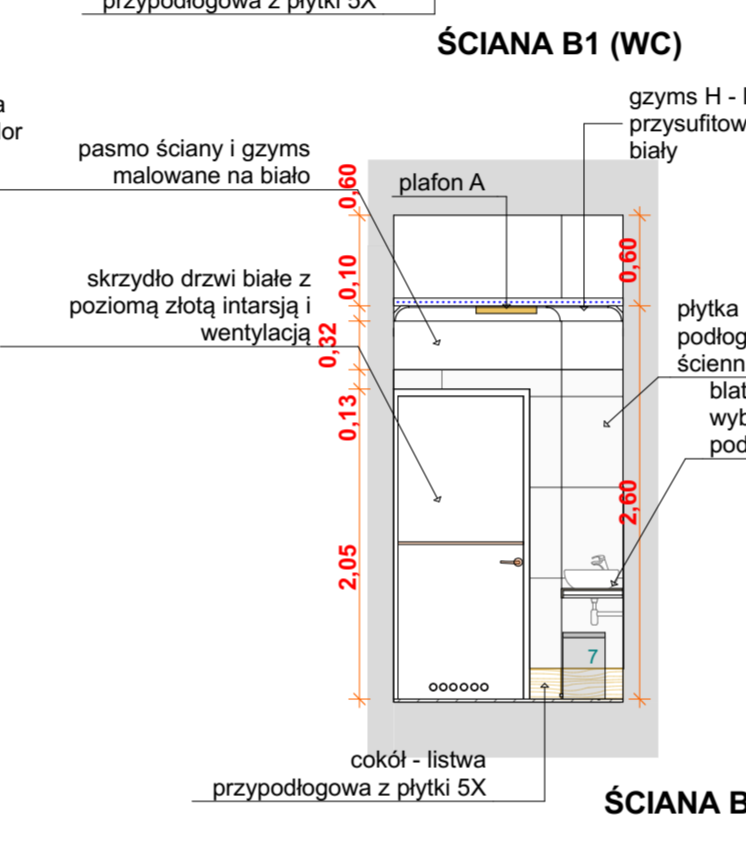 przypodłogowa z płytki 5X
ŚCIANA B1 (WC)
a
lor
pasmo ściany i gzyms
malowane na biało
plafon A
gzyms H -
przysufitow
biały
0,60
0,10
0,32
0,13
2,05
0,60
2,60
skrzydło drzwi białe z
poziomą złotą intarsją i
wentylacją
płytka
podłog
ścienn
blat
wyb
pod
7
cokół - listwa
przypodłogowa z płytki 5X
ŚCIANA B